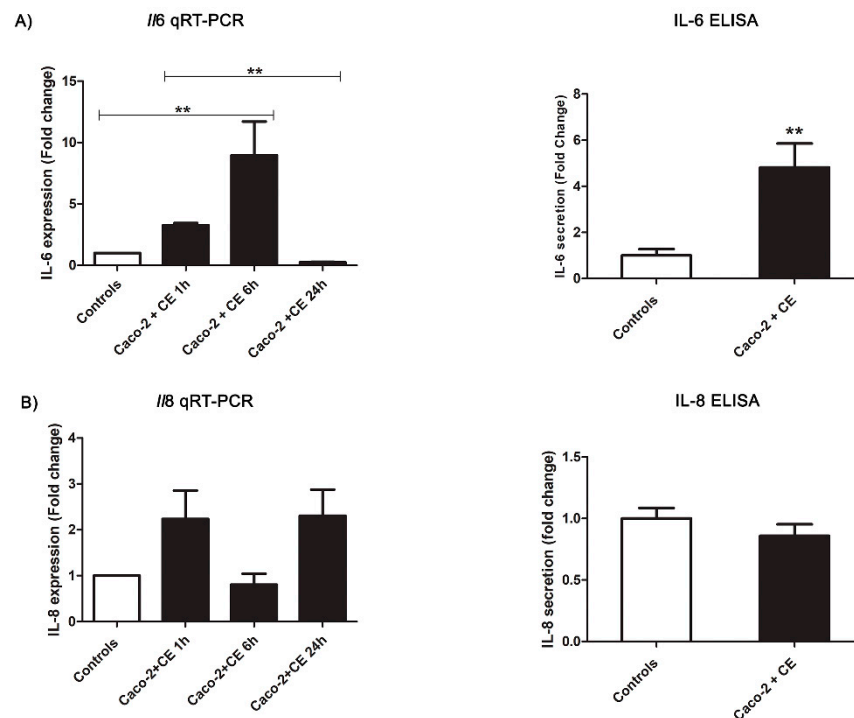 A)
Il6 qRT-PCR
IL-6 expression (Fold change)
15
10
5
0
**
**
Controls
Caco-2 + CE 1h
Caco-2 + CE 6h
Caco-2 +CE 24h
IL-6 ELISA
IL-6 secretion (Fold Change)
8
6
4
2
0
**
Controls
Caco-2 + CE
B)
Il8 qRT-PCR
IL-8 expression (Fold change)
4
3
2
1
0
Controls
Caco-2+CE 1h
Caco-2+CE 6h
Caco-2+CE 24h
IL-8 ELISA
IL-8 secretion (fold change)
1.5
1.0
0.5
0.0
Controls
Caco-2 + CE